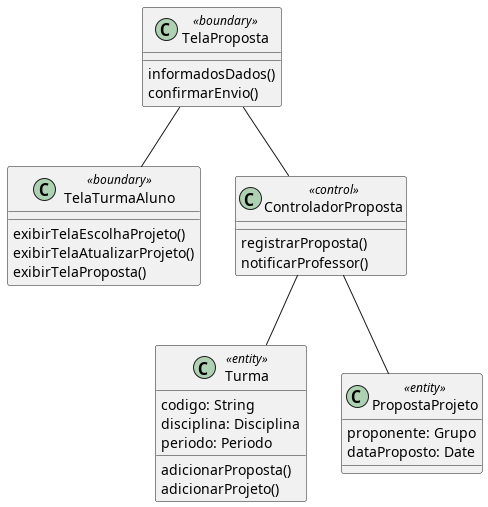 C
«boundary»
TelaProposta
informadosDados()
confirmarEnvio()
C
«boundary»
TelaTurmaAluno
exibirTelaEscolhaProjeto()
exibirTelaAtualizarProjeto()
exibirTelaProposta()
C
«control»
ControladorProposta
registrarProposta()
notificarProfessor()
C
«entity»
Turma
codigo: String
disciplina: Disciplina
periodo: Periodo
adicionarProposta()
adicionarProjeto()
C
«entity»
PropostaProjeto
proponente: Grupo
dataProposto: Date